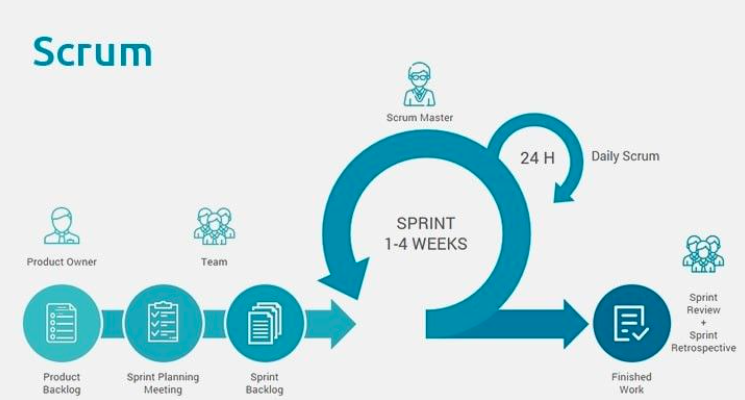 Scrum
Scrum Master
24 H
Daily Scrum
SPRINT
1-4 WEEKS
Product Owner
Team
Sprint
Review
+
Sprint
Retrospective
Product
Backlog
Sprint Planning
Meeting
Sprint
Backlog
Finished
Work